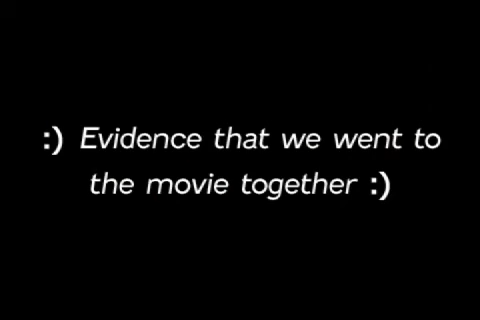 :) Evidence that we went to
the movie together :)